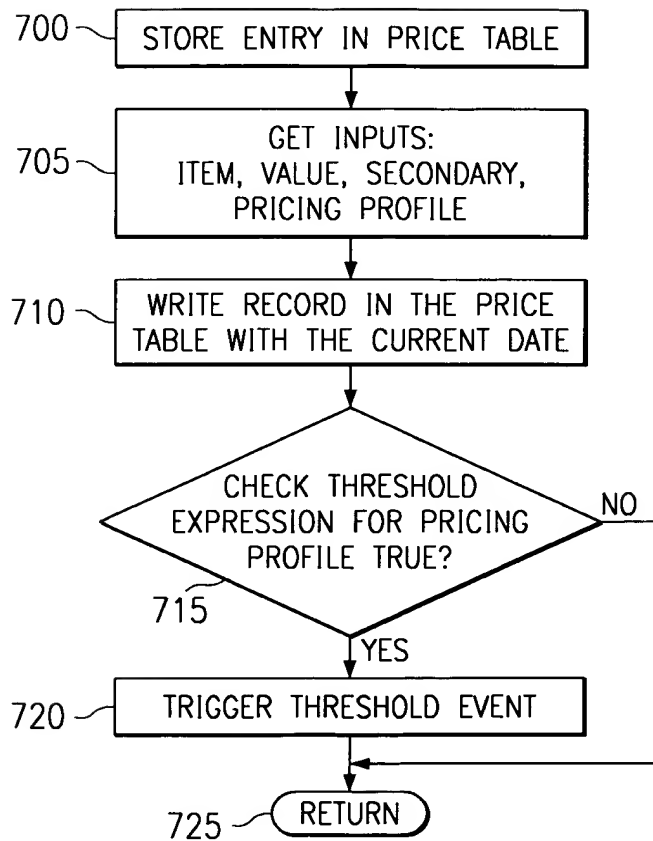 700
STORE ENTRY IN PRICE TABLE
705
GET INPUTS:
ITEM, VALUE, SECONDARY,
PRICING PROFILE
710
WRITE RECORD IN THE PRICE
TABLE WITH THE CURRENT DATE
CHECK THRESHOLD
EXPRESSION FOR PRICING
PROFILE TRUE?
NO
715
YES
720
TRIGGER THRESHOLD EVENT
725
RETURN